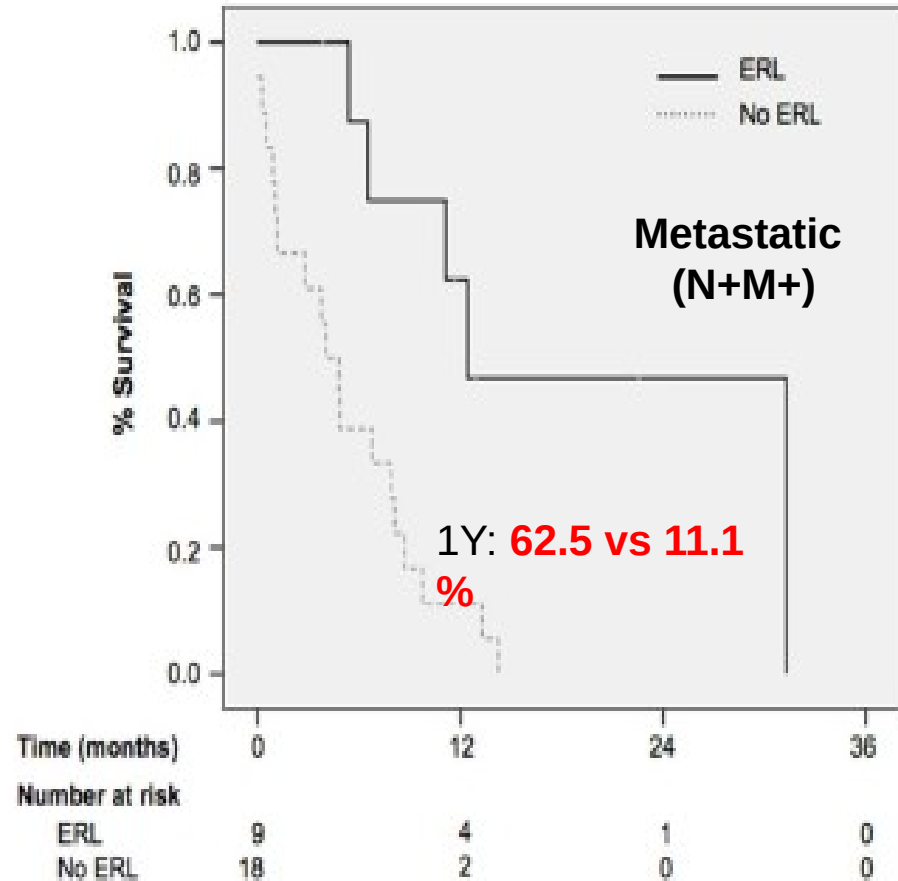 1.0
0.8
0.6
0.4
0.2
0.0
% Survival
ERL
No ERL
Metastatic
(N+M+)
1Y: 62.5 vs 11.1
%
Time (months) 0 12 24 36
Number at risk
ERL 9 4 1 0
No ERL 18 2 0 0